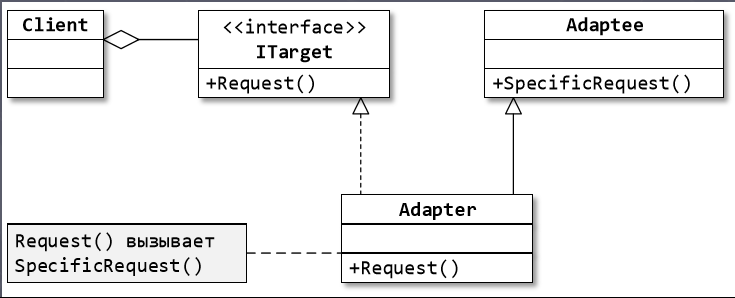 Client
<<interface>>
ITarget
+Request()
Adaptee
+SpecificRequest()
Adapter
+Request()
Request() вызывает
SpecificRequest()